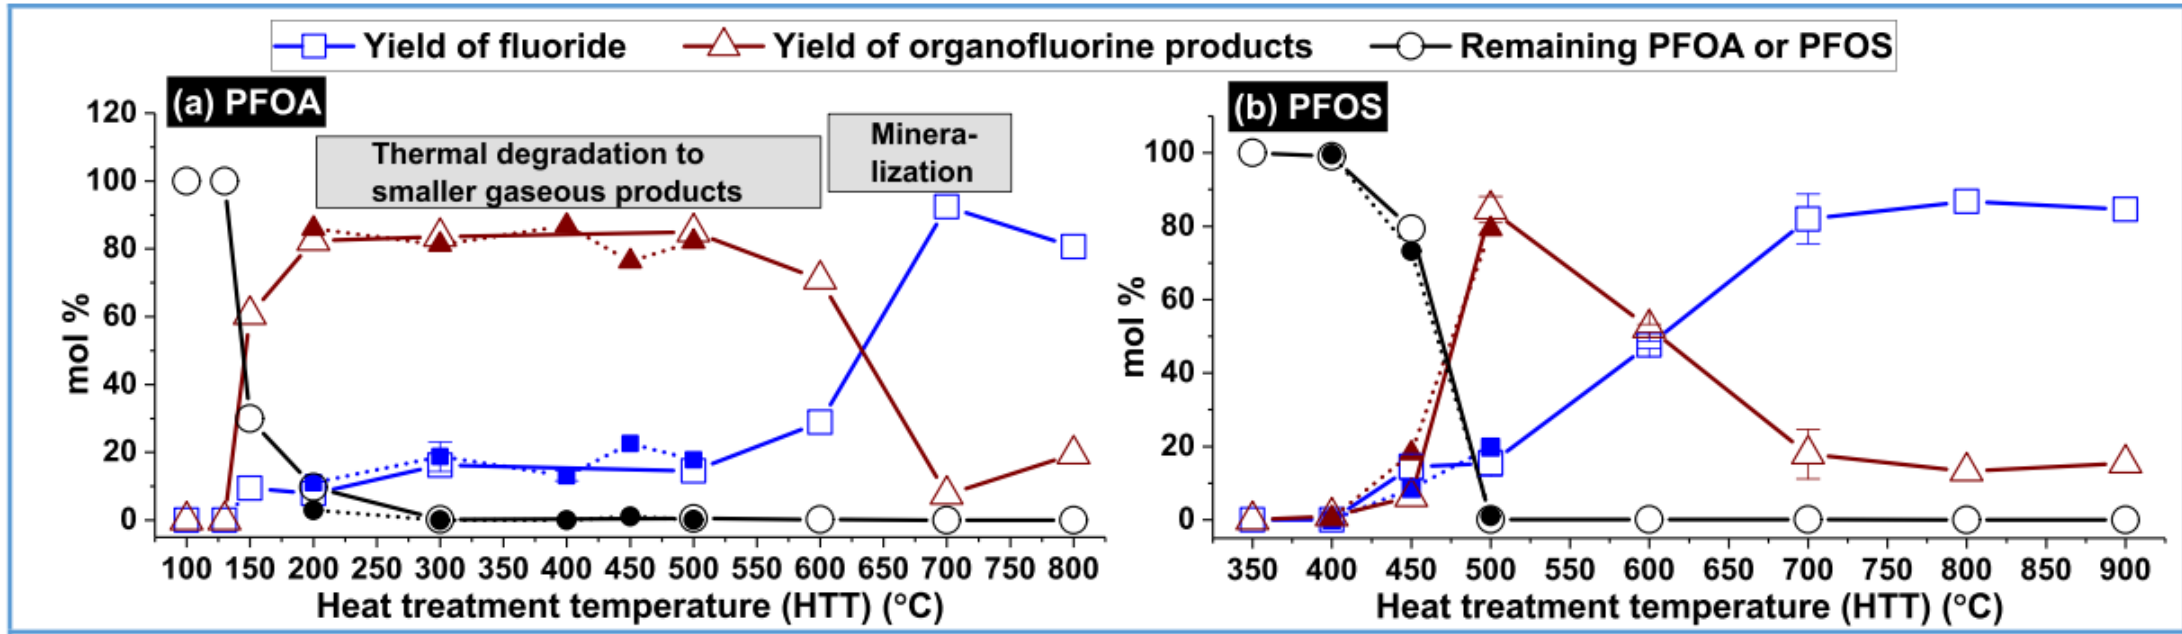 Yield of fluoride
Yield of organofluorine products
Remaining PFOA or PFOS
(a) PFOA
Thermal degradation to
smaller gaseous products
Minera-
lization
mol %
120
100
80
60
40
20
0
100 150 200 250 300 350 400 450 500 550 600 650 700 750 800
Heat treatment temperature (HTT) (°C)
(b) PFOS
mol %
100
80
60
40
20
0
350 400 450 500 550 600 650 700 750 800 850 900
Heat treatment temperature (HTT) (°C)